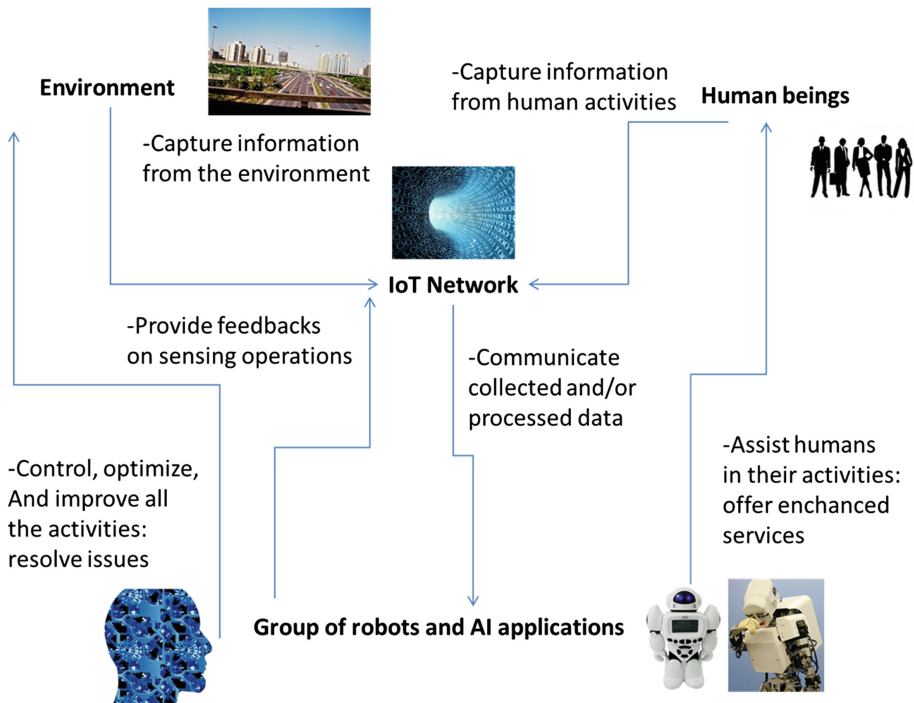 Environment
-Capture information
from the environment
-Capture information
from human activities
Human beings
IoT Network
-Provide feedbacks
on sensing operations
-Communicate
collected and/or
processed data
-Control, optimize,
And improve all
the activities:
resolve issues
-Assist humans
in their activities:
offer enchanced
services
Group of robots and AI applications